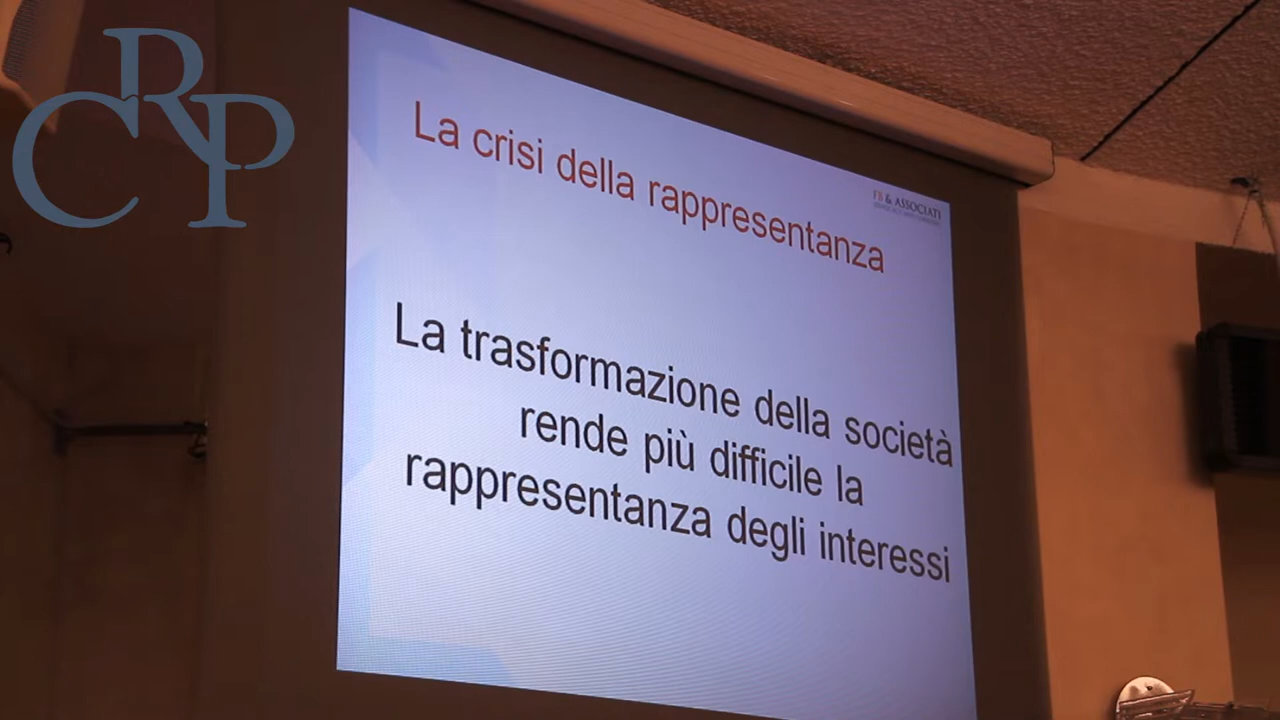 CRP
La crisi della rappresentanza
FB & ASSOCIATI
La trasformazione della società
rende più difficile la
rappresentanza degli interessi